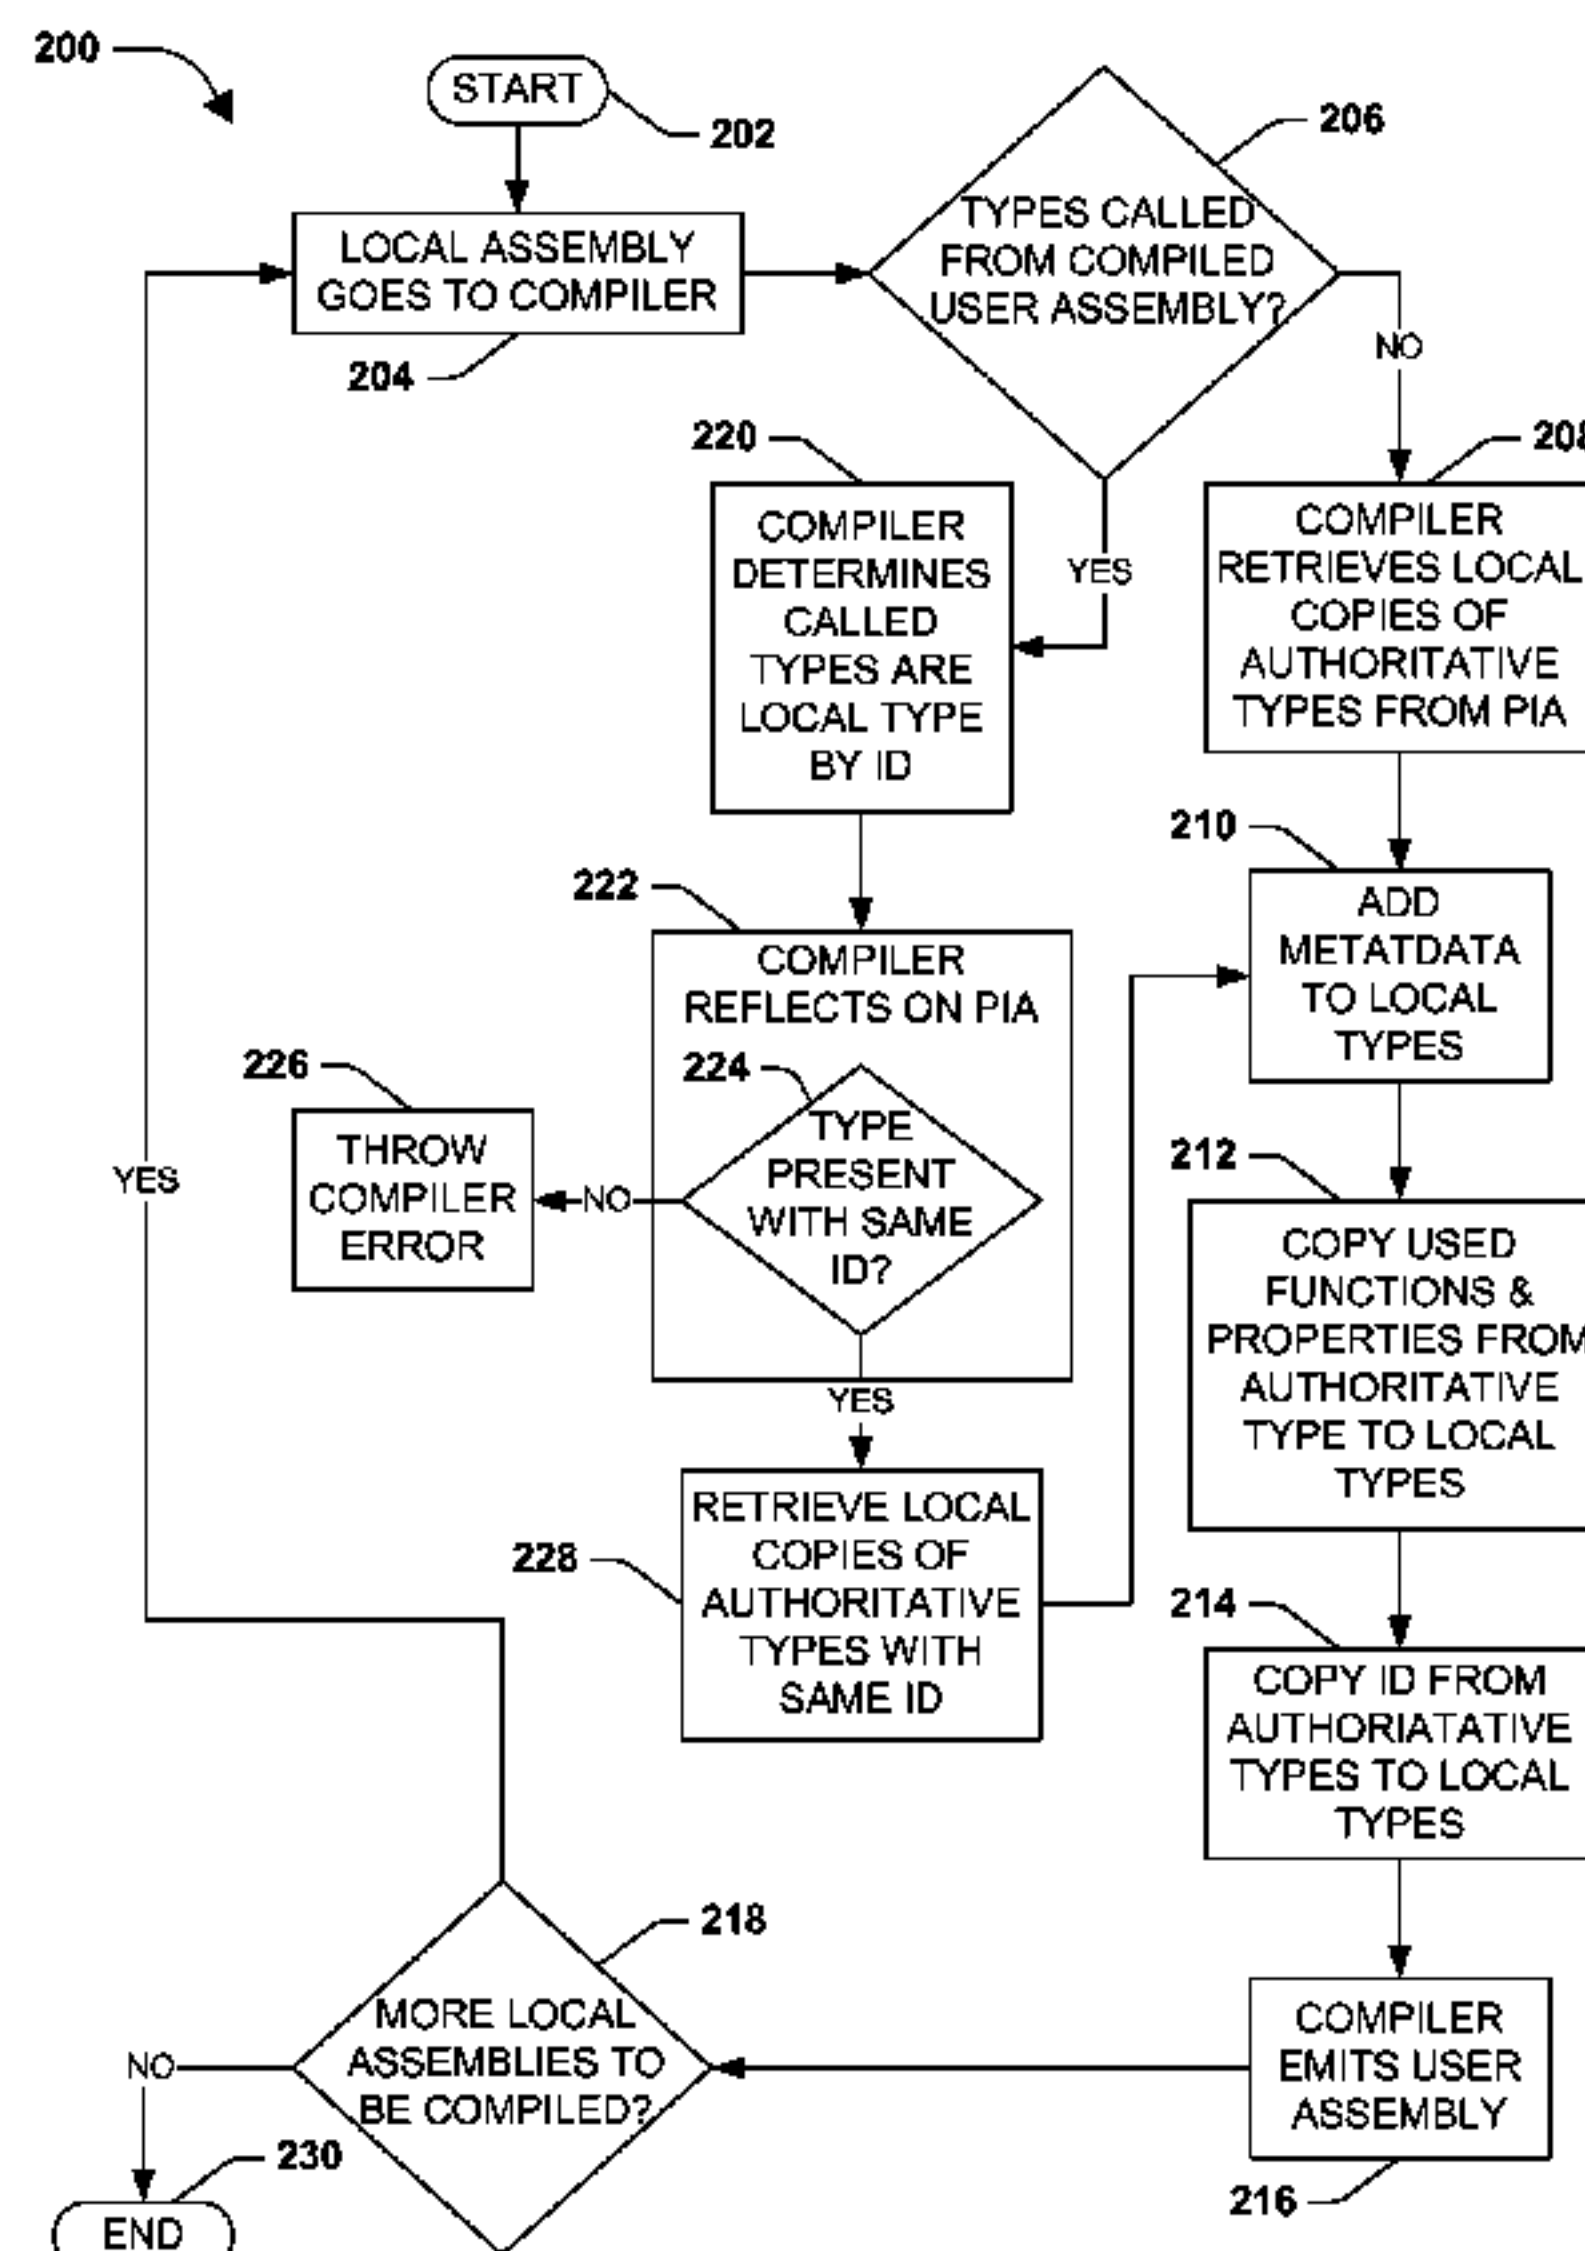 200
START
202
206
LOCAL ASSEMBLY
GOES TO COMPILER
204
TYPES CALLED
FROM COMPILED
USER ASSEMBLY?
NO
YES
220
COMPILER
DETERMINES
CALLED
TYPES ARE
LOCAL TYPE
BY ID
208
COMPILER
RETRIEVES LOCAL
COPIES OF
AUTHORITATIVE
TYPES FROM PIA
210
ADD
METATDATA
TO LOCAL
TYPES
222
COMPILER
REFLECTS ON PIA
224
TYPE
PRESENT
WITH SAME
ID?
NO
226
THROW
COMPILER
ERROR
YES
YES
212
COPY USED
FUNCTIONS &
PROPERTIES FROM
AUTHORITATIVE
TYPE TO LOCAL
TYPES
228
RETRIEVE LOCAL
COPIES OF
AUTHORITATIVE
TYPES WITH
SAME ID
214
COPY ID FROM
AUTHORIATATIVE
TYPES TO LOCAL
TYPES
218
MORE LOCAL
ASSEMBLIES TO
BE COMPILED?
NO
COMPILER
EMITS USER
ASSEMBLY
216
230
END